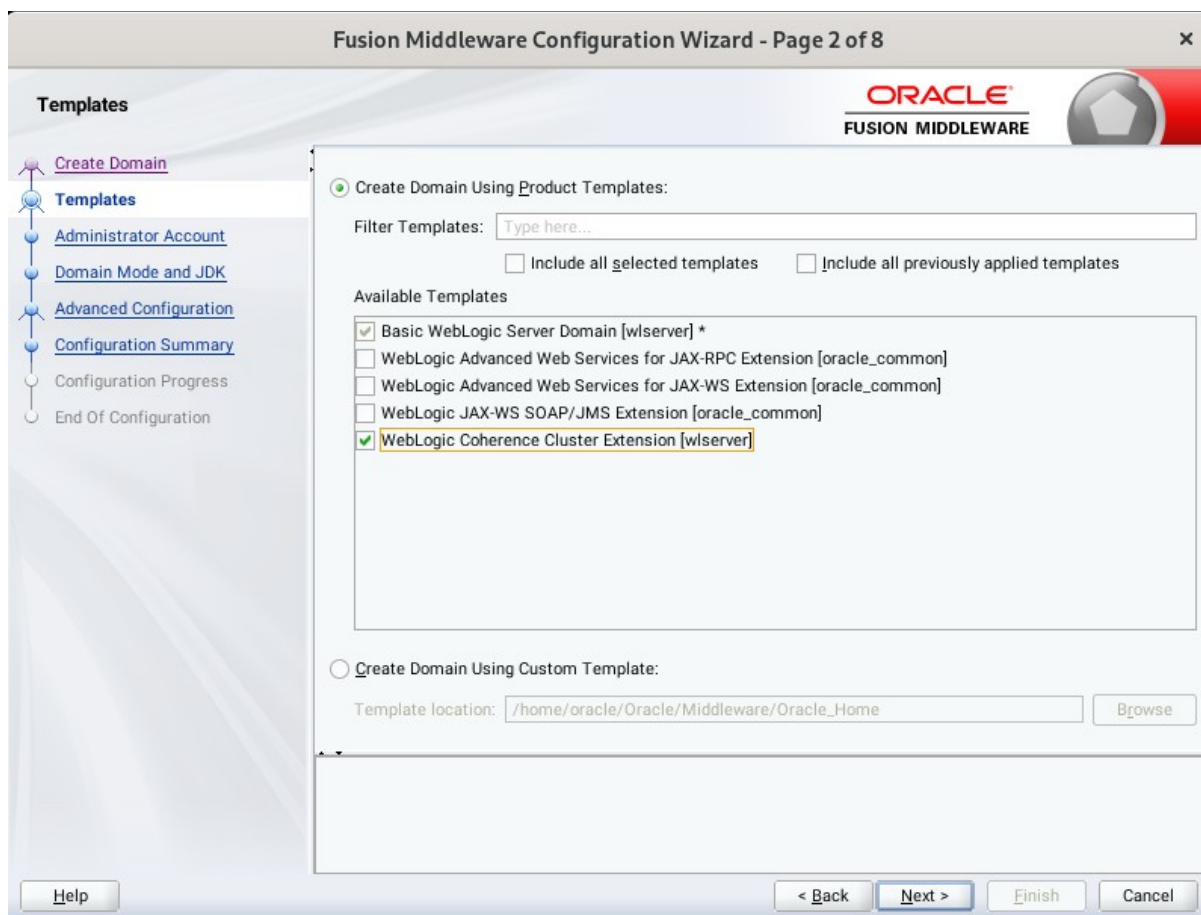 Fusion Middleware Configuration Wizard - Page 2 of 8
×
Templates
ORACLE
FUSION MIDDLEWARE
Create Domain
Templates
Administrator Account
Domain Mode and JDK
Advanced Configuration
Configuration Summary
Configuration Progress
End Of Configuration
Create Domain Using Product Templates:
Filter Templates: Type here...
Include all selected templates Include all previously applied templates
Available Templates
Basic WebLogic Server Domain [wlserver] *
WebLogic Advanced Web Services for JAX-RPC Extension [oracle_common]
WebLogic Advanced Web Services for JAX-WS Extension [oracle_common]
WebLogic JAX-WS SOAP/JMS Extension [oracle_common]
WebLogic Coherence Cluster Extension [wlserver]
Create Domain Using Custom Template:
Template location: /home/oracle/Oracle/Middleware/Oracle_Home Browse
Help < Back Next > Finish Cancel